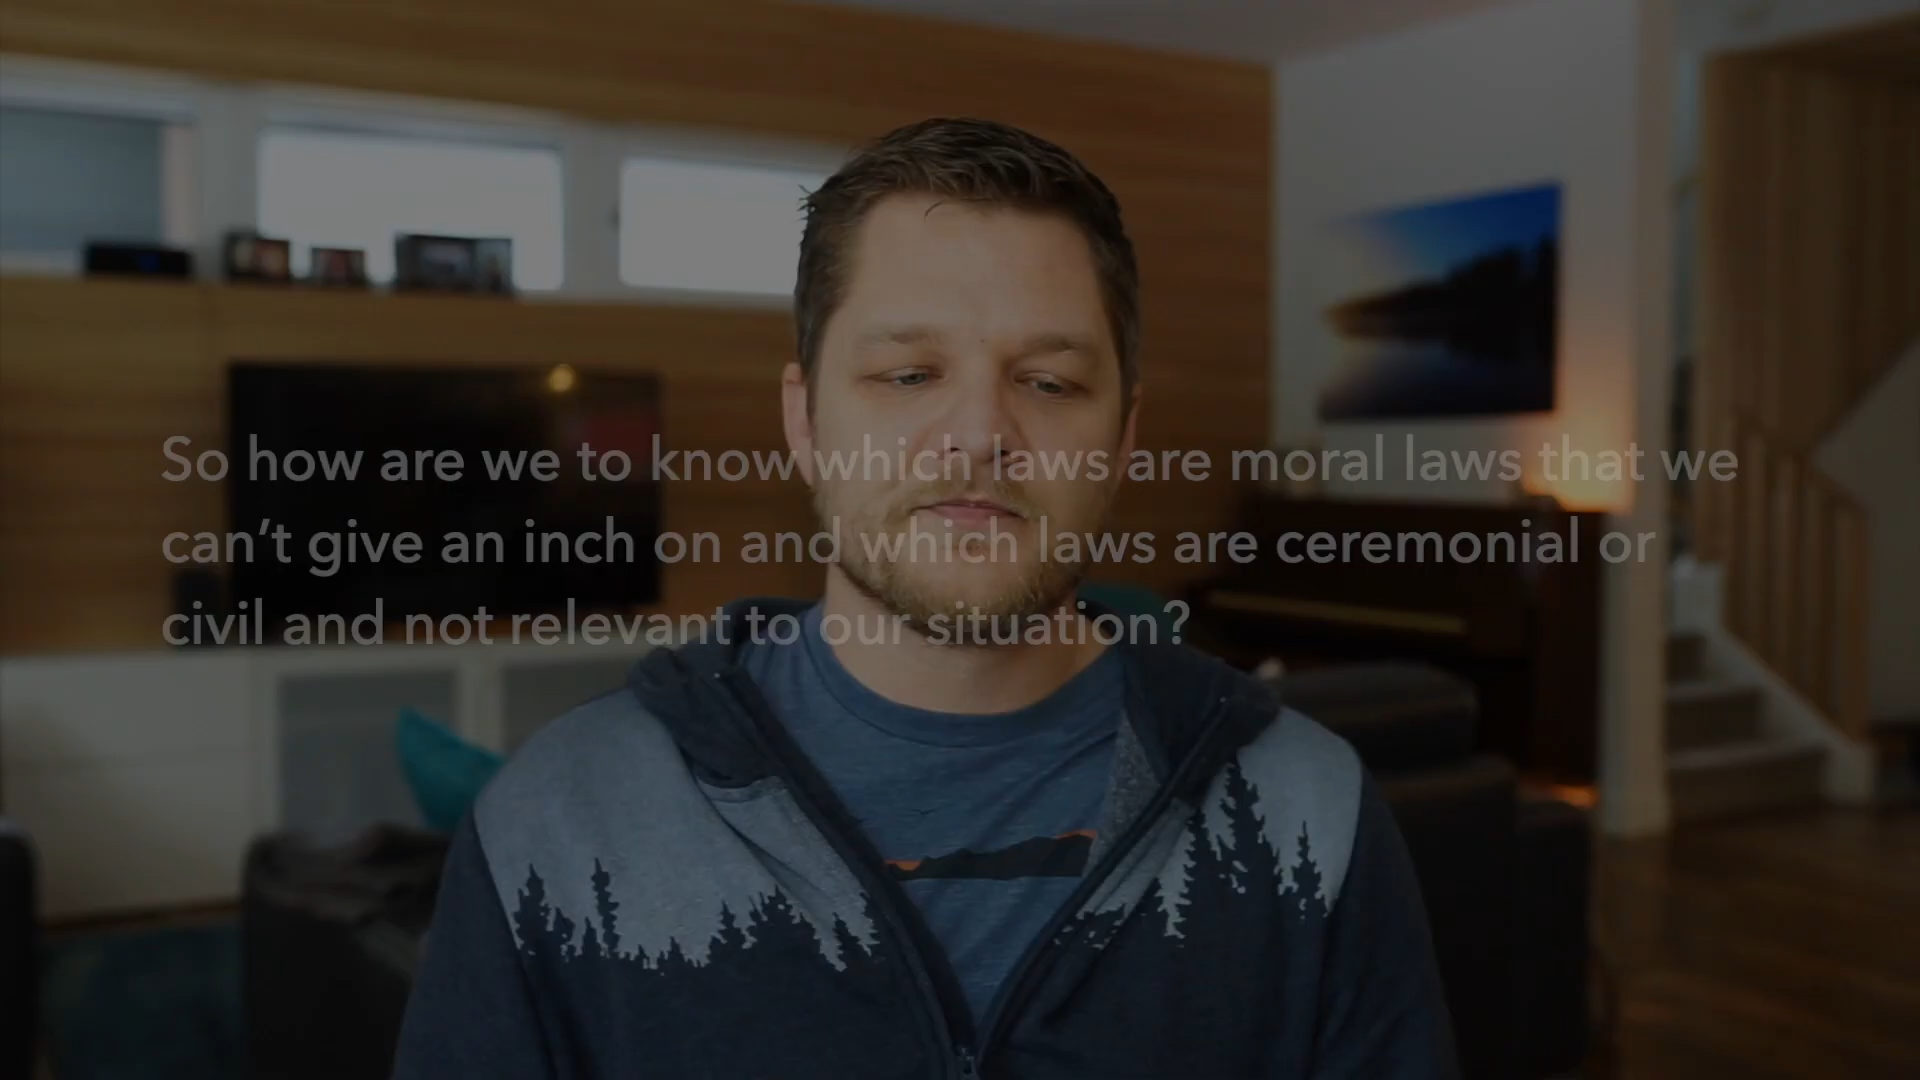 So how are we to know which laws are moral laws that we
can’t give an inch on and which laws are ceremonial or
civil and not relevant to our situation?